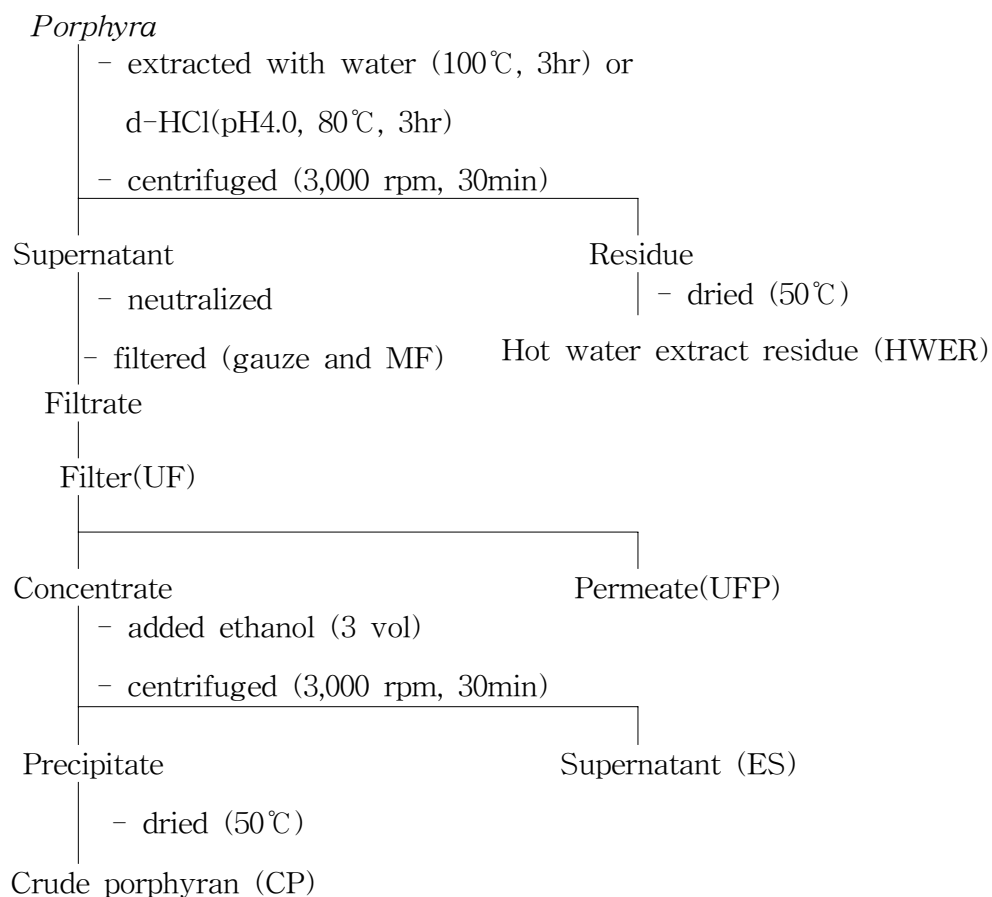 Porphyra
- extracted with water (100℃, 3hr) or
d-HCl(pH4.0, 80℃, 3hr)
- centrifuged (3,000 rpm, 30min)
Supernatant
Residue
- neutralized
- dried (50℃)
- filtered (gauze and MF)
Hot water extract residue (HWER)
Filtrate
Filter(UF)
Concentrate
Permeate(UFP)
- added ethanol (3 vol)
- centrifuged (3,000 rpm, 30min)
Precipitate
Supernatant (ES)
- dried (50℃)
Crude porphyran (CP)